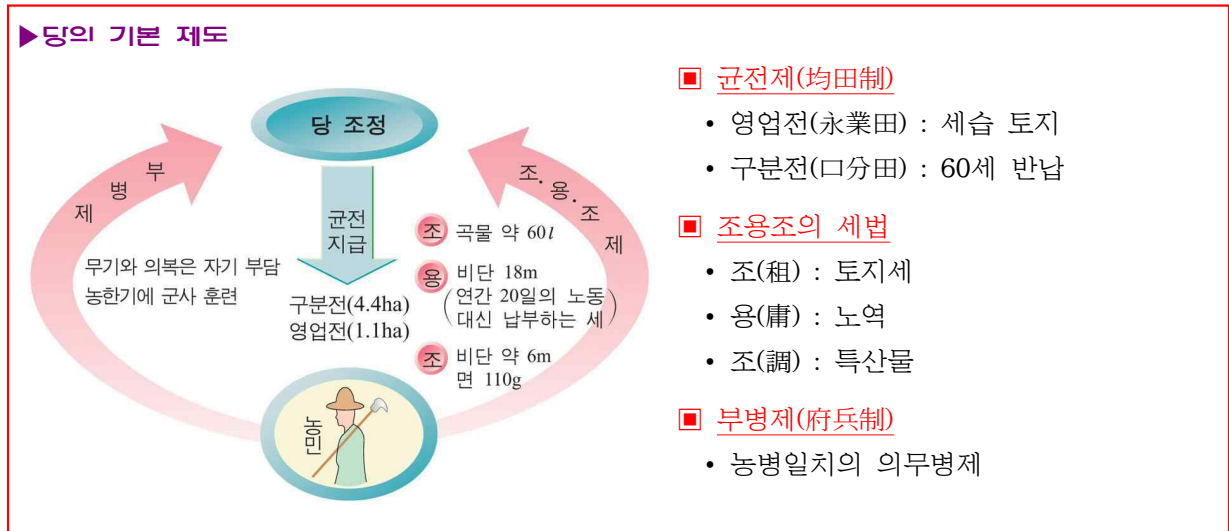 ▶당의 기본 제도
당 조정
부병제
조·용·조제
균전
지급
무기와 의복은 자기 부담
농한기에 군사 훈련
구분전(4.4ha)
영업전(1.1ha)
조 곡물 약 60l
용 비단 18m
(연간 20일의 노동
대신 납부하는 세)
조 비단 약 6m
면 110g
농민
▣ 균전제(均田制)
• 영업전(永業田) : 세습 토지
• 구분전(口分田) : 60세 반납
▣ 조용조의 세법
• 조(租) : 토지세
• 용(庸) : 노역
• 조(調) : 특산물
▣ 부병제(府兵制)
• 농병일치의 의무병제